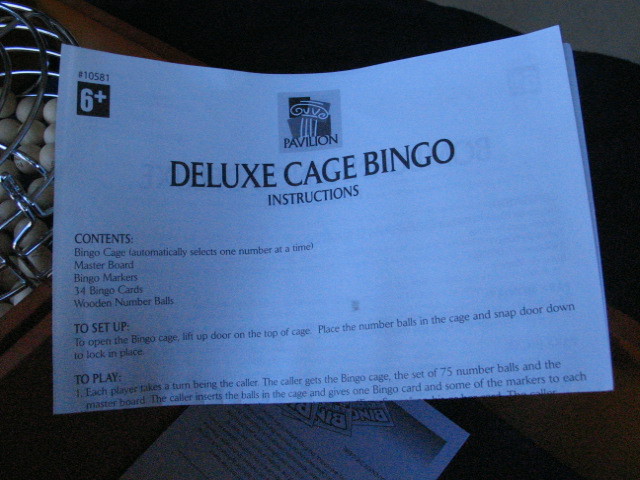 #10SB1
6+
PAVILION
DELUXE CAGE BINGO
INSTRUCTIONS
CONTENTS:
Bingo Cage (automatically selects one number at a time)
Master Board
Bingo Markers
34 Bingo Cards
Wooden Number Balls
TO SET UP:
To open the Bingo cage, lift up door on the top of cage. Place the number balls in the cage and snap door down
to lock in place.
TO PLAY:
1. Each player takes a turn being the caller. The caller gets the Bingo cage, the set of 75 number balls and the
master board. The caller inserts the balls in the cage and gives one Bingo card and some of the markers to each
The caller
BINGO